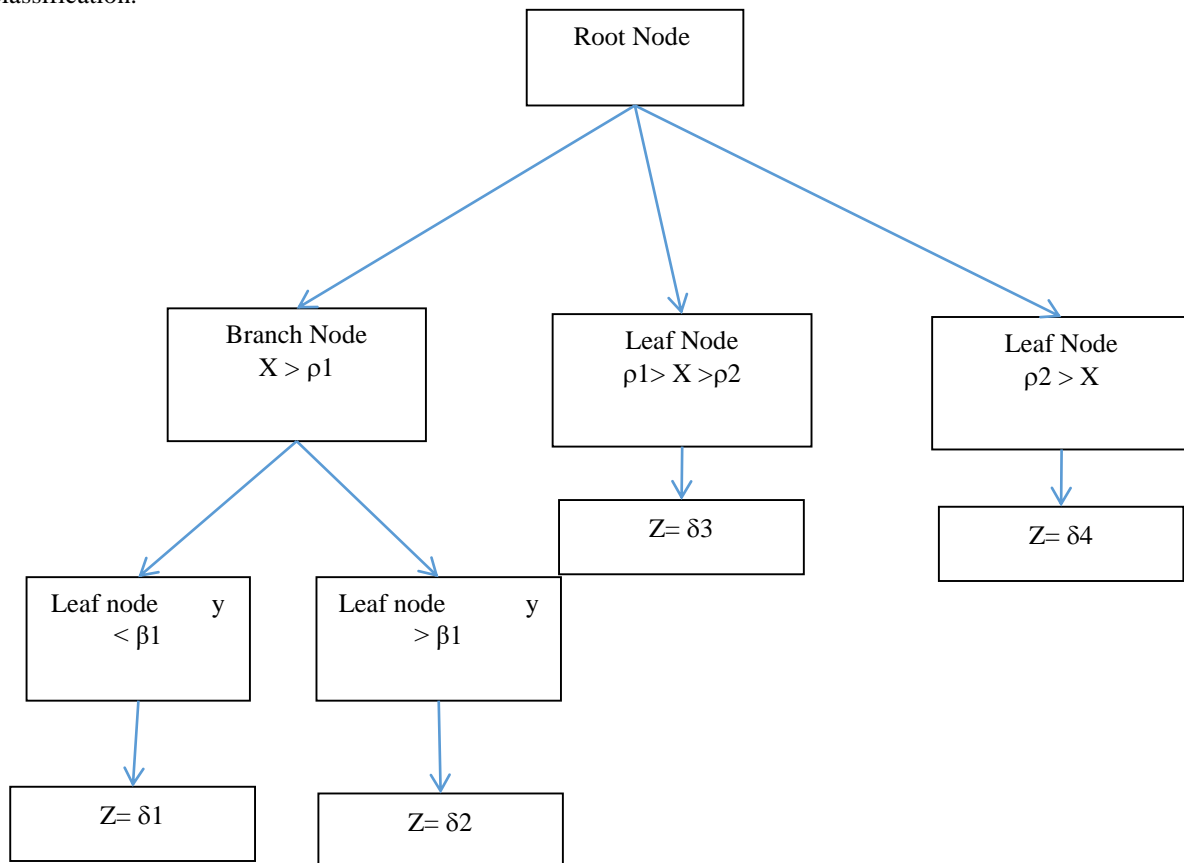 Root Node
Branch Node
X > ρ1
Leaf Node
ρ1> X >ρ2
Leaf Node
ρ2 > X
Z= δ3
Z= δ4
Leaf node y
< β1
Leaf node y
> β1
Z= δ1
Z= δ2